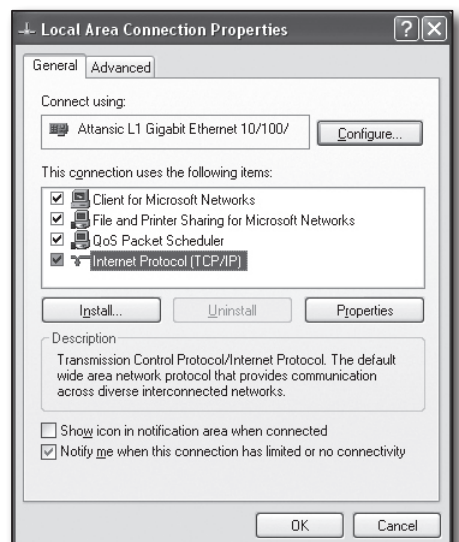 Local Area Connection Properties
General
Advanced
Connect using:
Attansic L1 Gigabit Ethernet 10/100/
Configure...
This connection uses the following items:
Client for Microsoft Networks
File and Printer Sharing for Microsoft Networks
QoS Packet Scheduler
Internet Protocol (TCP/IP)
Install...
Uninstall
Properties
Description
Transmission Control Protocol/Internet Protocol. The default
wide area network protocol that provides communication
across diverse interconnected networks.
Show icon in notification area when connected
Notify me when this connection has limited or no connectivity
OK
Cancel